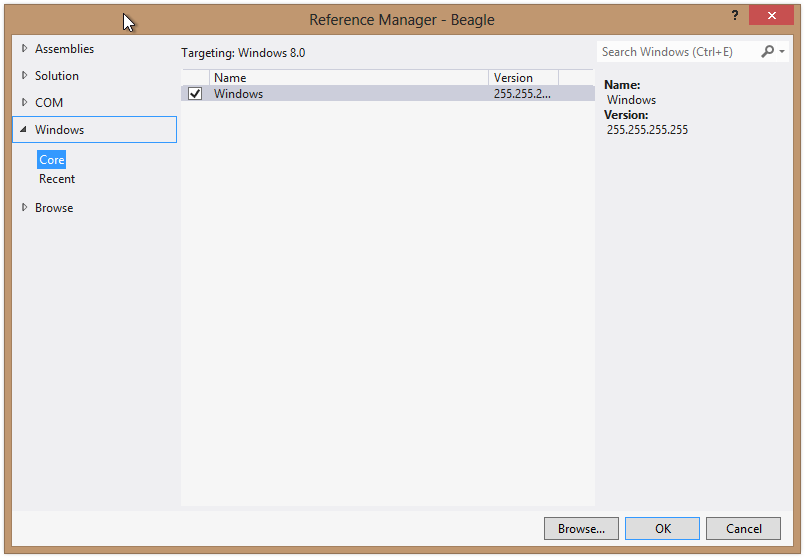 Reference Manager - Beagle
?
Assemblies
Solution
COM
Windows
Core
Recent
Browse
Targeting: Windows 8.0
Name Version
Windows 255.255.2...
Search Windows (Ctrl+E)
Name:
Windows
Version:
255.255.255.255
Browse... OK Cancel